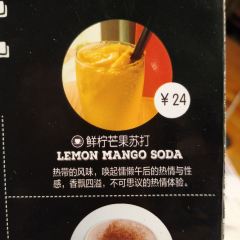 ¥24
鲜柠芒果苏打
LEMON MANGO SODA
热带的风味，唤起慵懒午后的热情与性
感，香飘四溢，不可思议的热情体验。